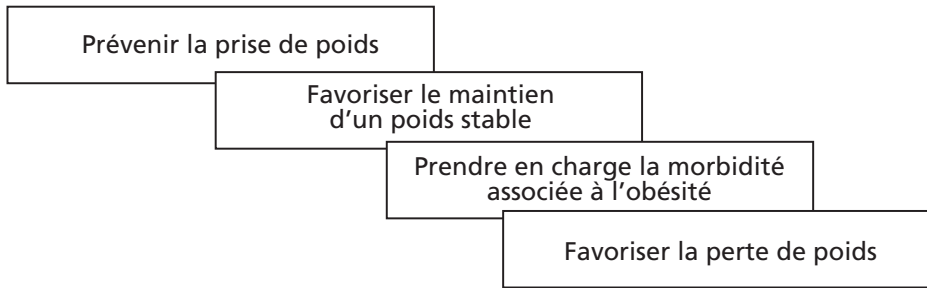 Prévenir la prise de poids
Favoriser le maintien
d’un poids stable
Prendre en charge la morbidité
associée à l’obésité
Favoriser la perte de poids